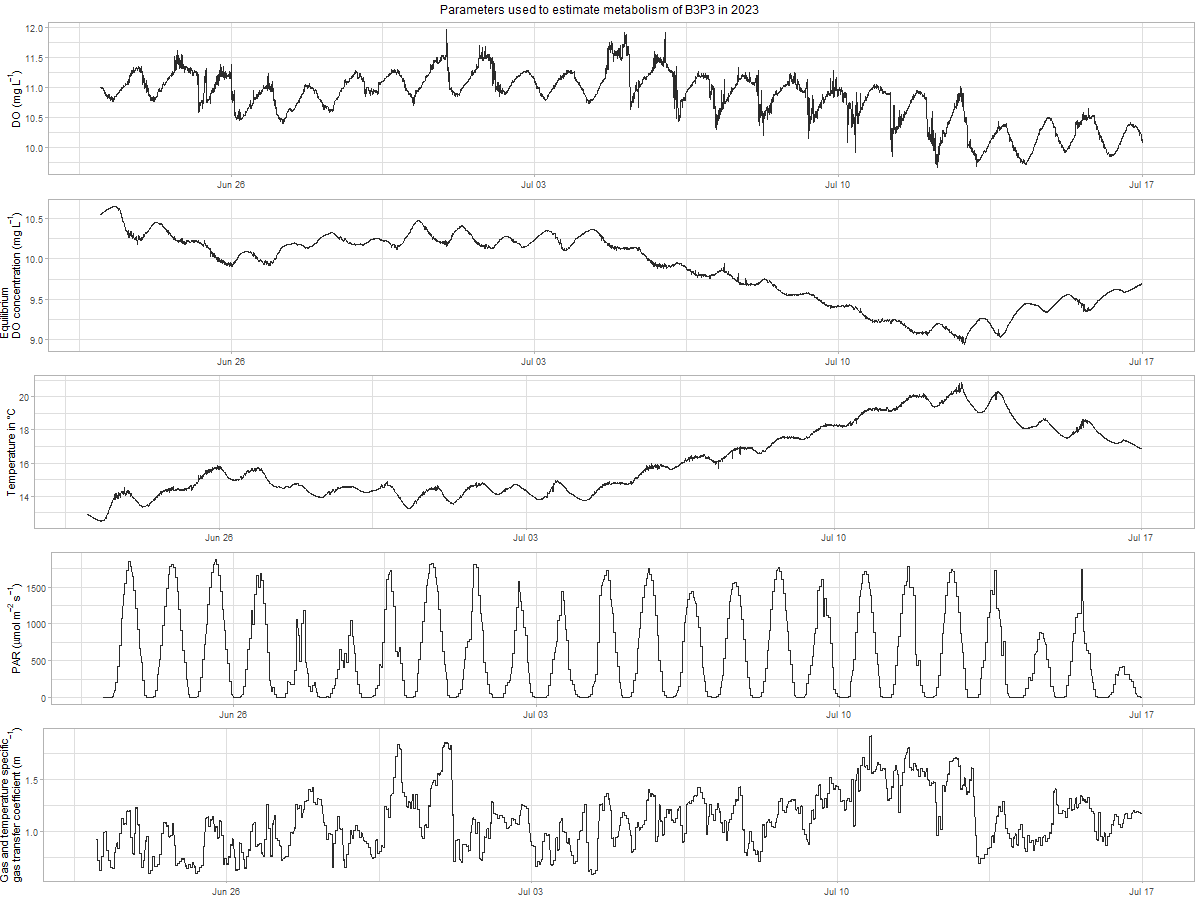 Parameters used to estimate metabolism of B3P3 in 2023
DO (mg L⁻¹)
12.0
11.5
11.0
10.5
10.0
Jun 26
Jul 03
Jul 10
Jul 17
Equilibrium
DO concentration (mg L⁻¹)
10.5
10.0
9.5
9.0
Jun 26
Jul 03
Jul 10
Jul 17
Temperature in °C
20
18
16
14
Jun 26
Jul 03
Jul 10
Jul 17
PAR (umol m⁻² s⁻¹)
1500
1000
500
0
Jun 26
Jul 03
Jul 10
Jul 17
Gas and temperature specific
gas transfer coefficient (m⁻¹)
1.5
1.0
Jun 26
Jul 03
Jul 10
Jul 17